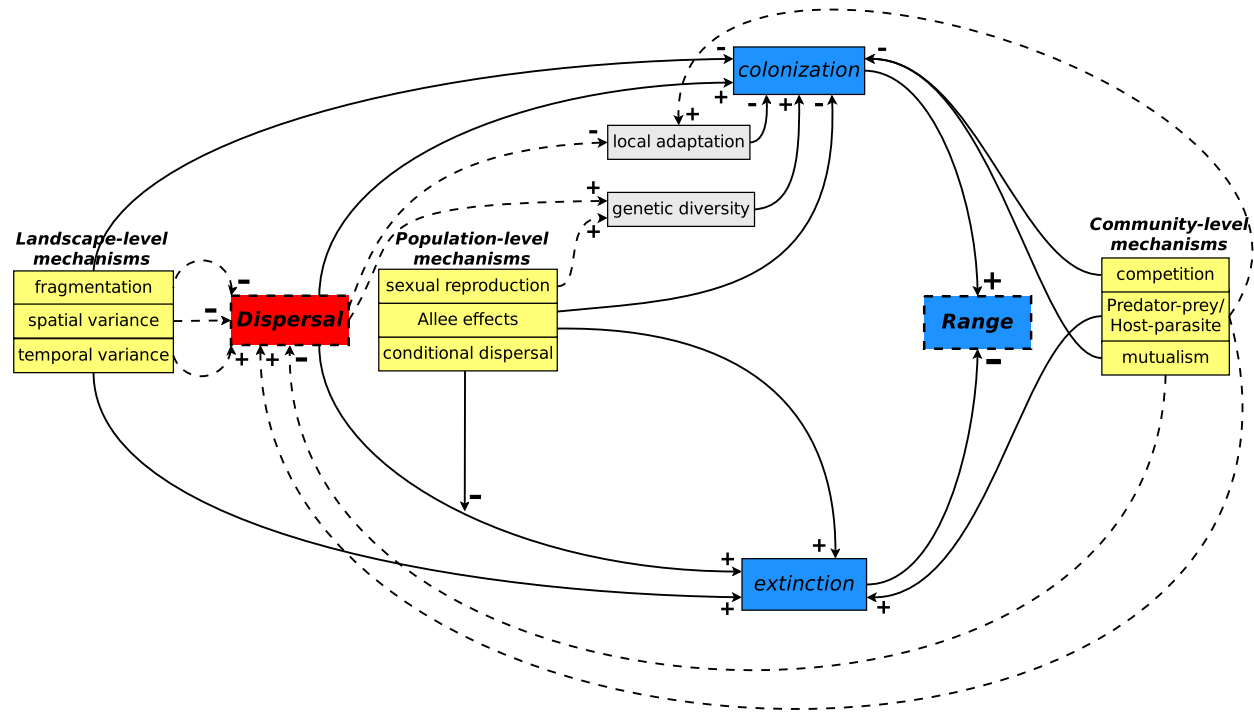 -
-
colonization
+
+
-
+
-
-
local adaptation
+
genetic diversity
+
Landscape-level
mechanisms
fragmentation
spatial variance
temporal variance
-
-
+
+
-
Dispersal
Population-level
mechanisms
sexual reproduction
Allee effects
conditional dispersal
-
+
Range
-
Community-level
mechanisms
competition
Predator-prey/
Host-parasite
mutualism
+
+
extinction
+
+